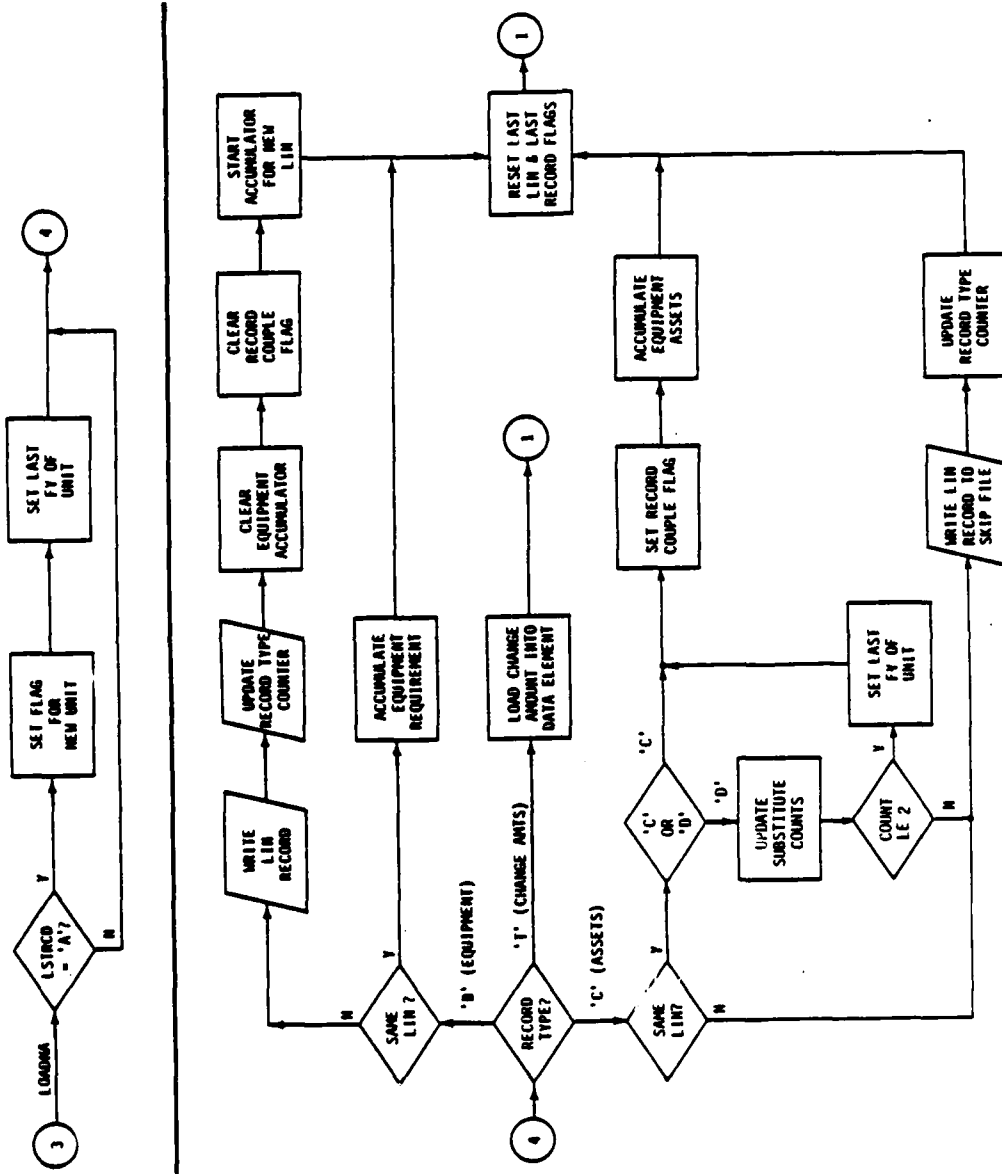 3
LOADMA
LSTRCD
= 'A'?
Y
N
SET FLAG
FOR
NEW UNIT
SET LAST
FY OF
UNIT
4
4
RECORD
TYPE?
'B' (EQUIPMENT)
'T' (CHANGE AMTS)
'C' (ASSETS)
SAME
LIN ?
N
Y
WRITE
LIN
RECORD
UPDATE
RECORD TYPE
COUNTER
CLEAR
EQUIPMENT
ACCUMULATOR
CLEAR
RECORD
COUPLE
FLAG
START
ACCUMULATOR
FOR NEW
LIN
ACCUMULATE
EQUIPMENT
REQUIREMENT
LOAD CHANGE
AMOUNT INTO
DATA ELEMENT
1
SAME
LIN?
Y
N
'C'
OR
'D'
'C'
'D'
UPDATE
SUBSTITUTE
COUNTS
COUNT
LE 2
Y
N
SET LAST
FY OF
UNIT
SET RECORD
COUPLE FLAG
ACCUMULATE
EQUIPMENT
ASSETS
WRITE LIN
RECORD TO
SKIP FILE
UPDATE
RECORD TYPE
COUNTER
RESET LAST
LIN & LAST
RECORD FLAGS
1